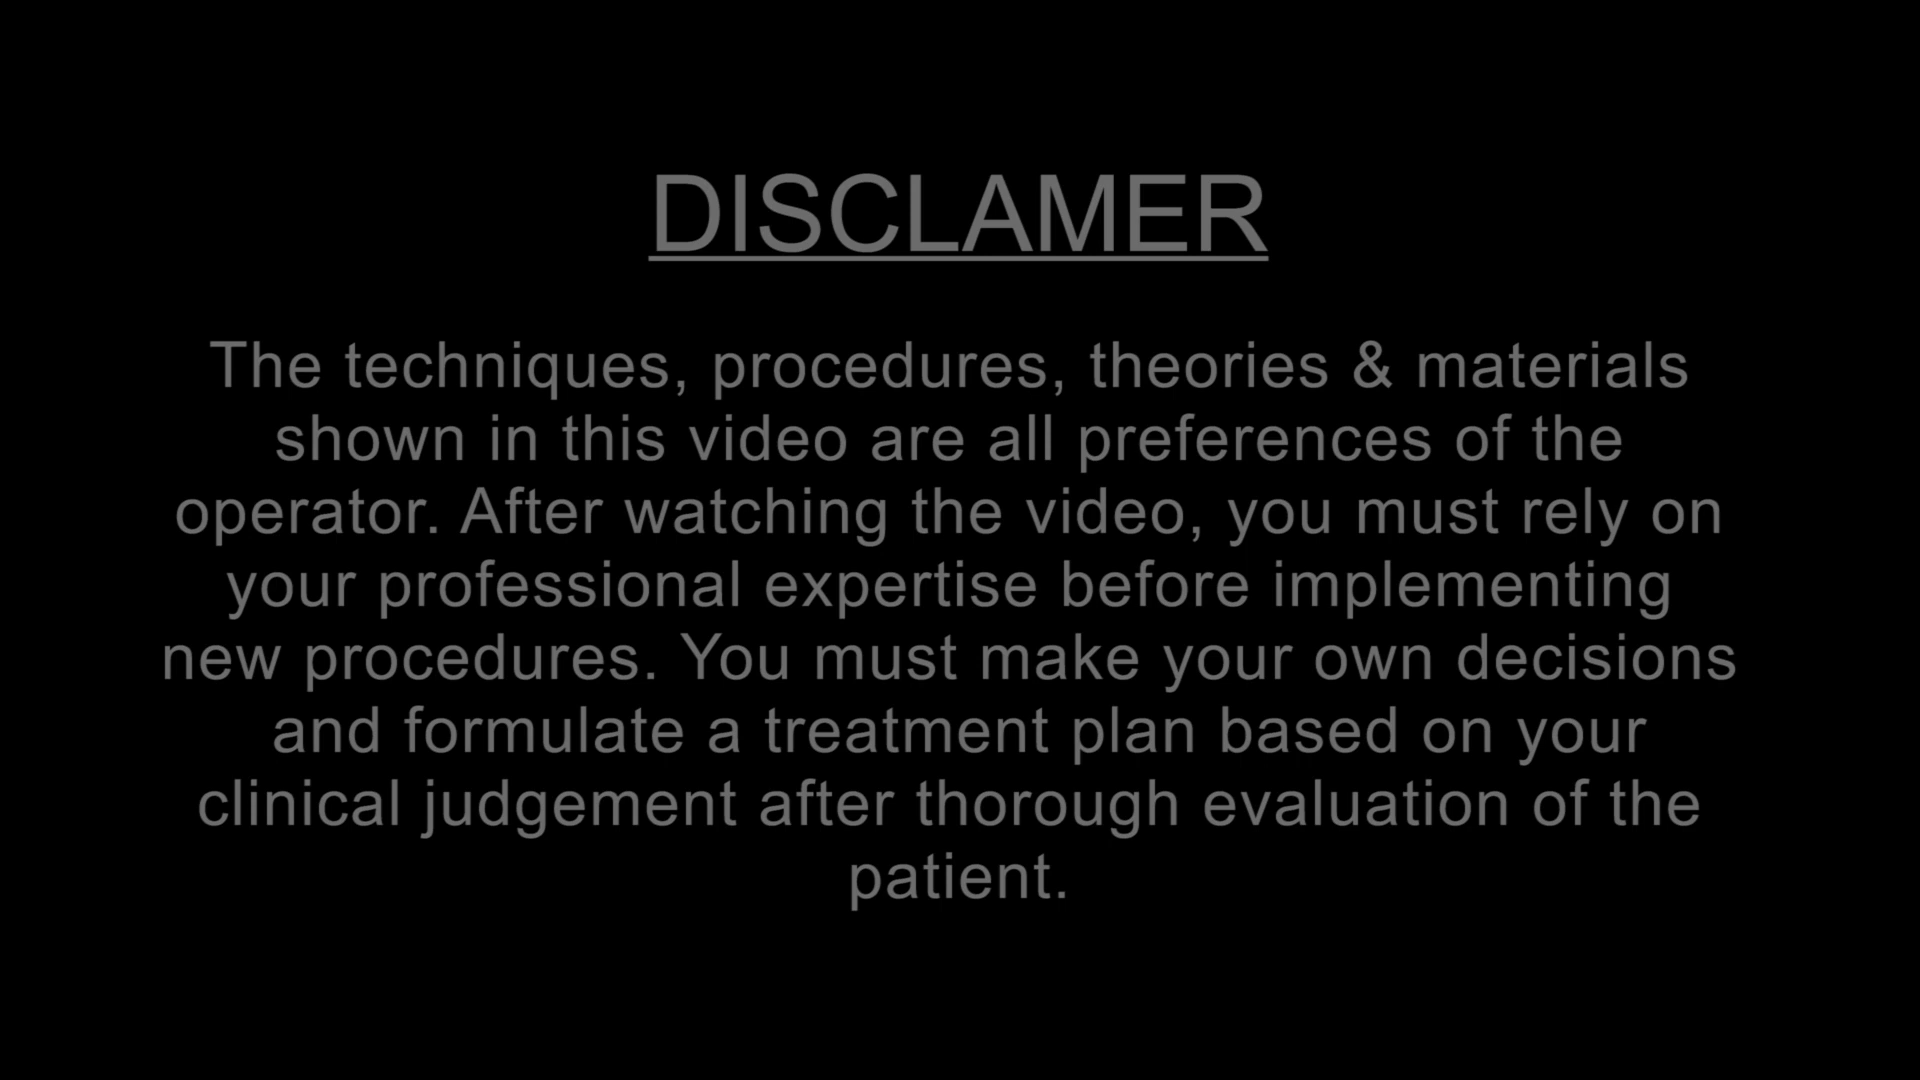 DISCLAMER
The techniques, procedures, theories & materials
shown in this video are all preferences of the
operator. After watching the video, you must rely on
your professional expertise before implementing
new procedures. You must make your own decisions
and formulate a treatment plan based on your
clinical judgement after thorough evaluation of the
patient.